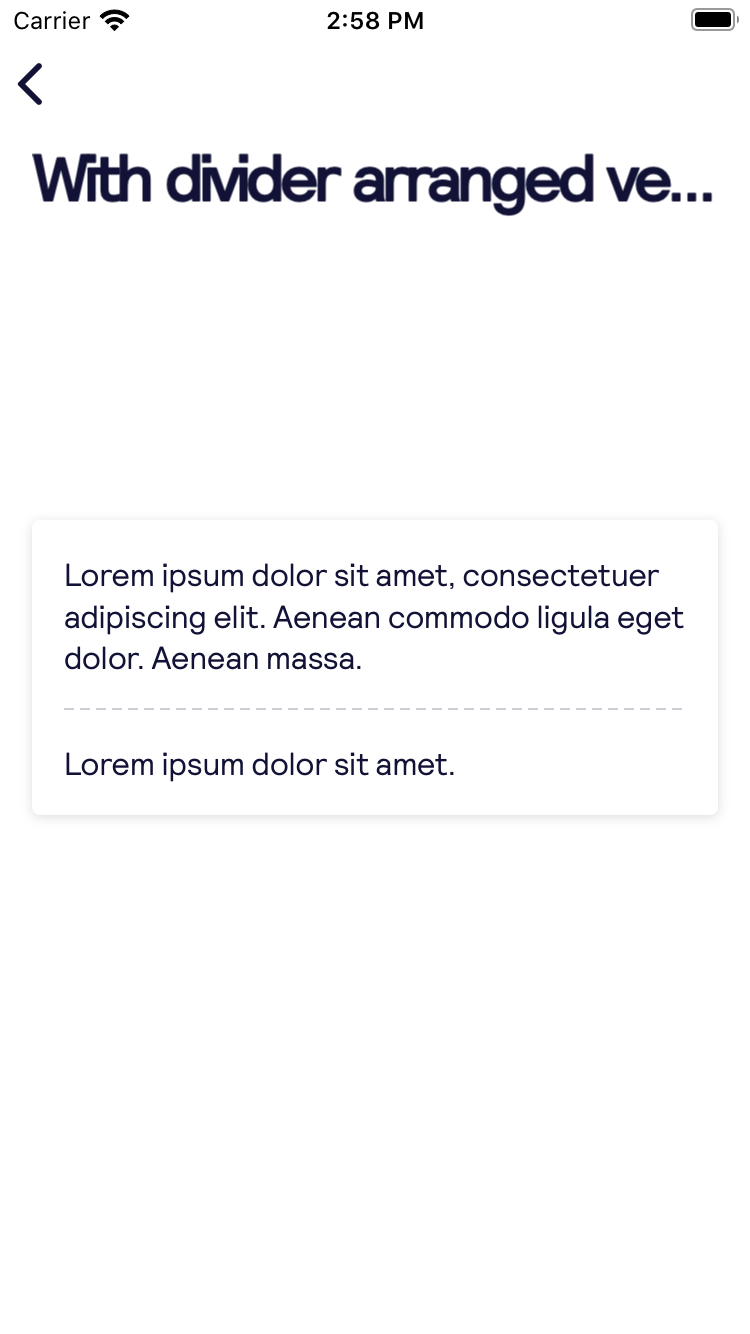 Carrier 2:58 PM
With divider arranged ve...
Lorem ipsum dolor sit amet, consectetuer
adipiscing elit. Aenean commodo ligula eget
dolor. Aenean massa.
Lorem ipsum dolor sit amet.